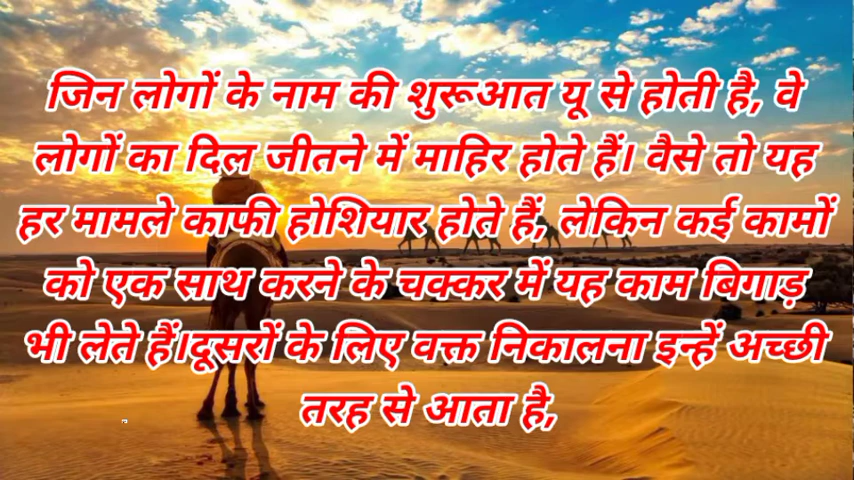 जिन लोगों के नाम की शुरूआत यू से होती है, वे
लोगों का दिल जीतने में माहिर होते हैं। वैसे तो यह
हर मामले काफी होशियार होते हैं, लेकिन कई कामों
को एक साथ करने के चक्कर में यह काम बिगाड़
भी लेते हैं।दूसरों के लिए वक्त निकालना इन्हें अच्छी
तरह से आता है,